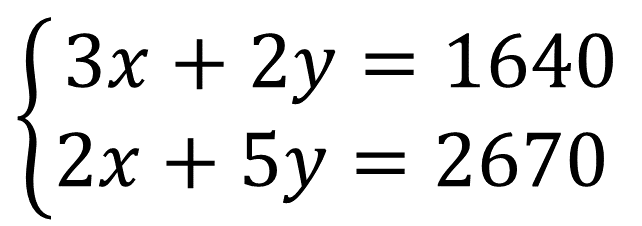 3x + 2y = 1640
2x + 5y = 2670